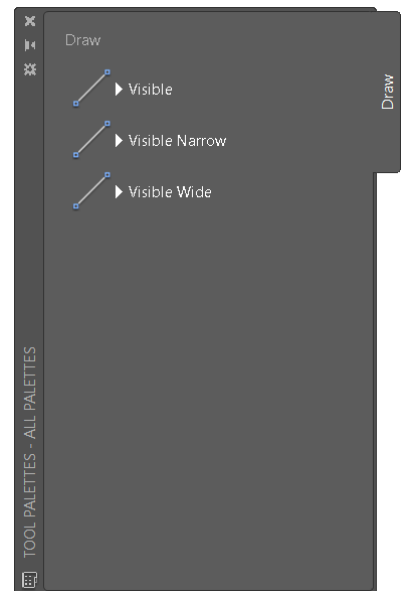 Draw
Visible
Visible Narrow
Visible Wide
Draw
TOOL PALETTES - ALL PALETTES